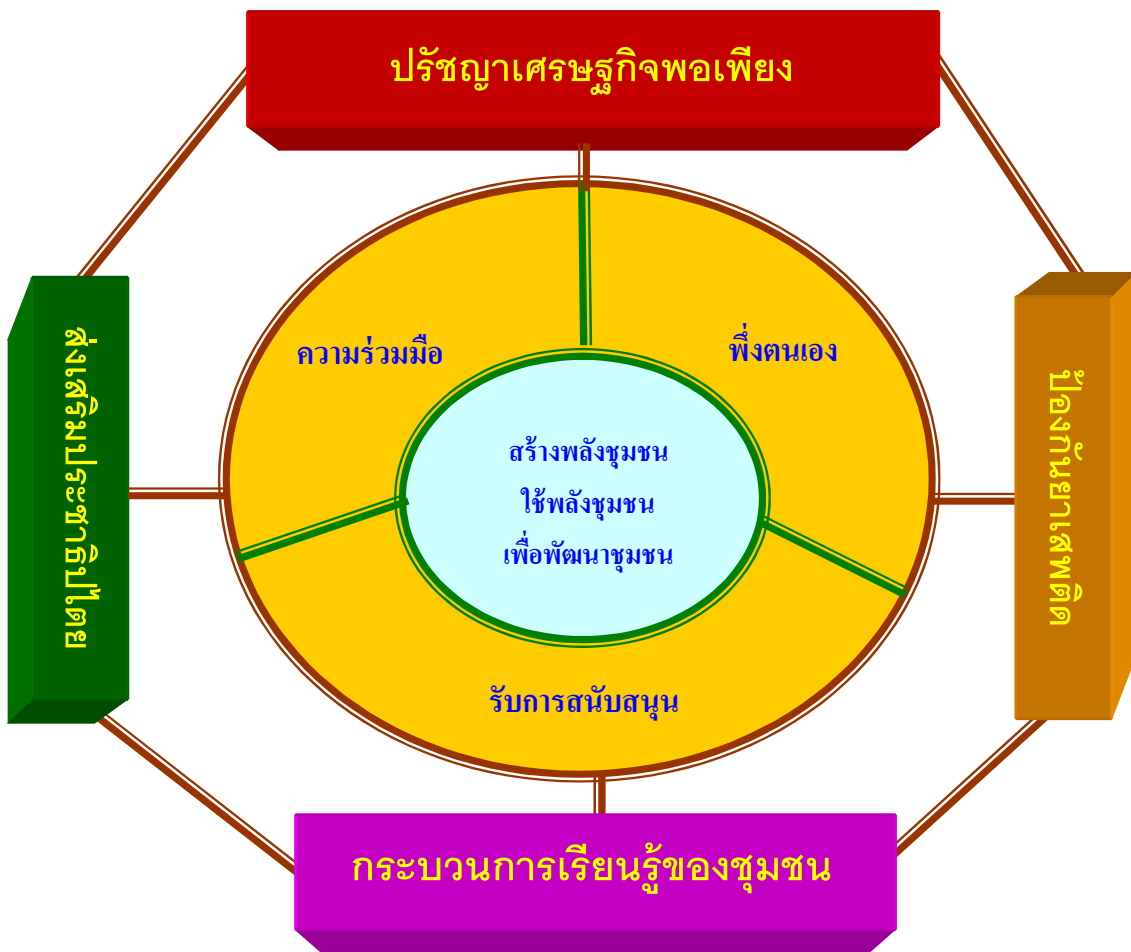 ปรัชญาเศรษฐกิจพอเพียง
ส่งเสริมประชาธิปไตย
ความร่วมมือ
พึ่งตนเอง
สร้างพลังชุมชน
ใช้พลังชุมชน
เพื่อพัฒนาชุมชน
รับการสนับสนุน
ป้องกันยาเสพติด
กระบวนการเรียนรู้ของชุมชน